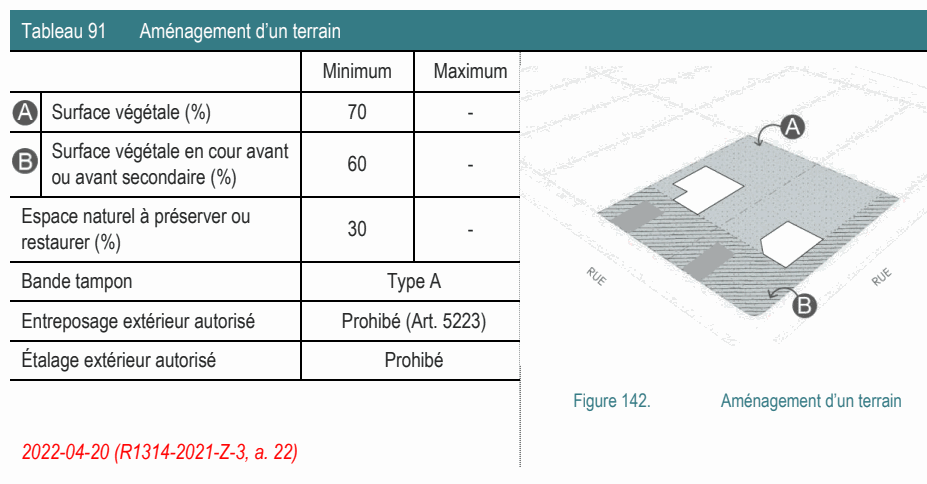 Tableau 91 Aménagement d'un terrain
Minimum Maximum
A Surface végétale (%) 70 -
B Surface végétale en cour avant
ou avant secondaire (%) 60 -
Espace naturel à préserver ou
restaurer (%) 30 -
Bande tampon Type A
Entreposage extérieur autorisé Prohibé (Art. 5223)
Étalage extérieur autorisé Prohibé
2022-04-20 (R1314-2021-Z-3, a. 22)
A
RUE
RUE
B
Figure 142. Aménagement d'un terrain